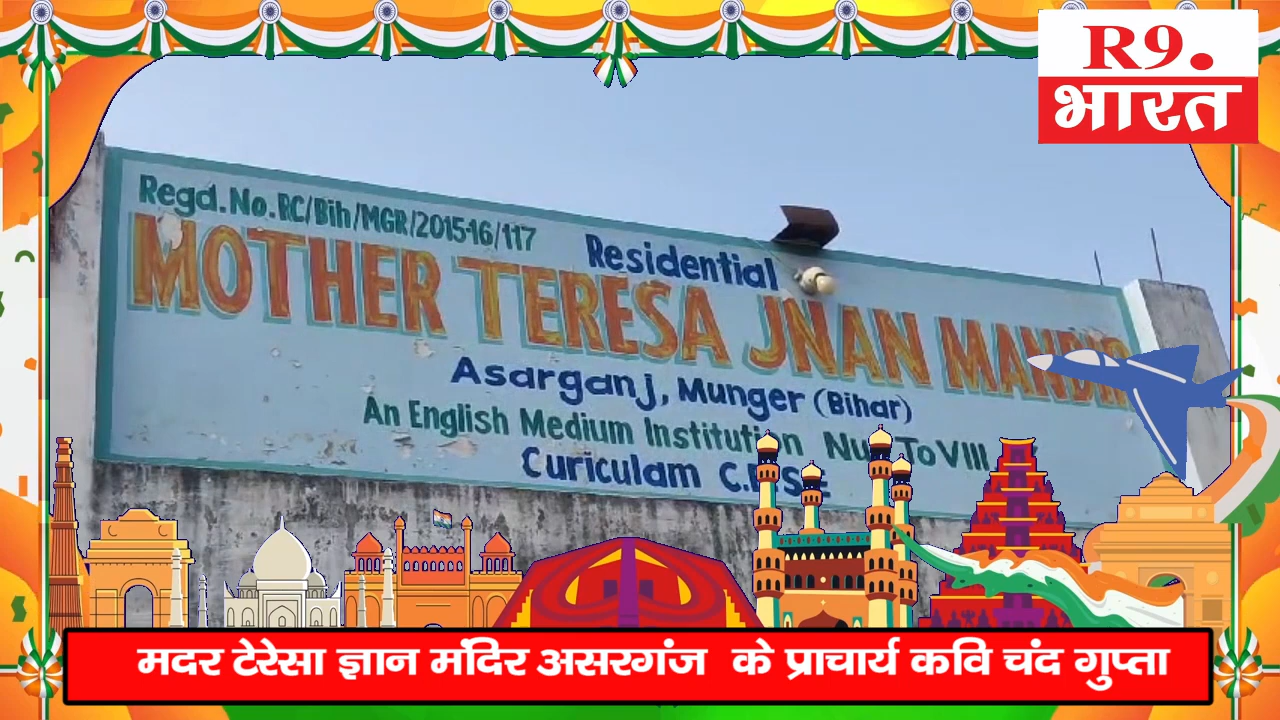 R9.
भारत
Regd.No.RC/Bih/MGR/2015-16/117
Residential
MOTHER TERESA JNAN MANDIR
Asarganj, Munger (Bihar)
An English Medium Institution To VIII
Curiculam
मदर टेरेसा ज्ञान मंदिर असरगंज के प्राचार्य कवि चंद गुप्ता